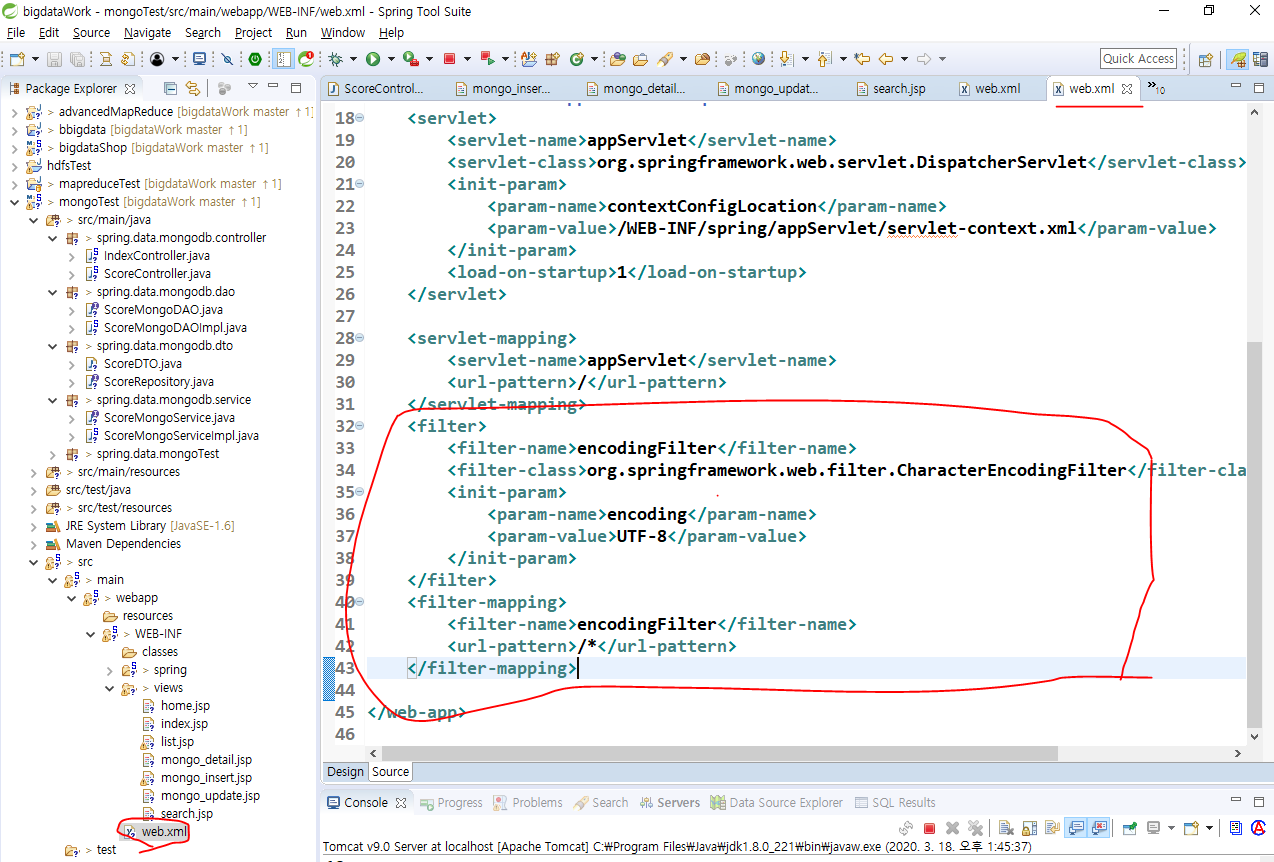 bigdataWork - mongoTest/src/main/webapp/WEB-INF/web.xml - Spring Tool Suite
File Edit Source Navigate Search Project Run Window Help
Quick Access
Package Explorer
> advancedMapReduce [bigdataWork master ↑1]
> bbigdata [bigdataWork master ↑1]
> bigdataShop [bigdataWork master ↑1]
hdfsTest
> mapreduceTest [bigdataWork master ↑1]
> mongoTest [bigdataWork master ↑1]
> src/main/java
> spring.data.mongodb.controller
IndexController.java
ScoreController.java
> spring.data.mongodb.dao
ScoreMongoDAO.java
ScoreMongoDAOImpl.java
> spring.data.mongodb.dto
ScoreDTO.java
ScoreRepository.java
> spring.data.mongodb.service
ScoreMongoService.java
ScoreMongoServiceImpl.java
> spring.data.mongoTest
> src/main/resources
src/test/java
> src/test/resources
JRE System Library [JavaSE-1.6]
Maven Dependencies
> src
> main
> webapp
resources
> WEB-INF
classes
> spring
> views
home.jsp
index.jsp
list.jsp
mongo_detail.jsp
mongo_insert.jsp
mongo_update.jsp
search.jsp
web.xml
> test
ScoreControl... mongo_inser... mongo_detail... mongo_updat... search.jsp web.xml web.xml »10
18 <servlet>
19 <servlet-name>appServlet</servlet-name>
20 <servlet-class>org.springframework.web.servlet.DispatcherServlet</servlet-class>
21 <init-param>
22 <param-name>contextConfigLocation</param-name>
23 <param-value>/WEB-INF/spring/appServlet/servlet-context.xml</param-value>
24 </init-param>
25 <load-on-startup>1</load-on-startup>
26 </servlet>
27
28 <servlet-mapping>
29 <servlet-name>appServlet</servlet-name>
30 <url-pattern>/</url-pattern>
31 </servlet-mapping>
32 <filter>
33 <filter-name>encodingFilter</filter-name>
34 <filter-class>org.springframework.web.filter.CharacterEncodingFilter</filter-cla
35 <init-param>
36 <param-name>encoding</param-name>
37 <param-value>UTF-8</param-value>
38 </init-param>
39 </filter>
40 <filter-mapping>
41 <filter-name>encodingFilter</filter-name>
42 <url-pattern>/*</url-pattern>
43 </filter-mapping>
44
45 </web-app>
46
Design Source
Console Progress Problems Search Servers Data Source Explorer SQL Results
Tomcat v9.0 Server at localhost [Apache Tomcat] C:₩Program Files₩Java₩jdk1.8.0_221₩bin₩javaw.exe (2020. 3. 18. 오후 1:45:37)